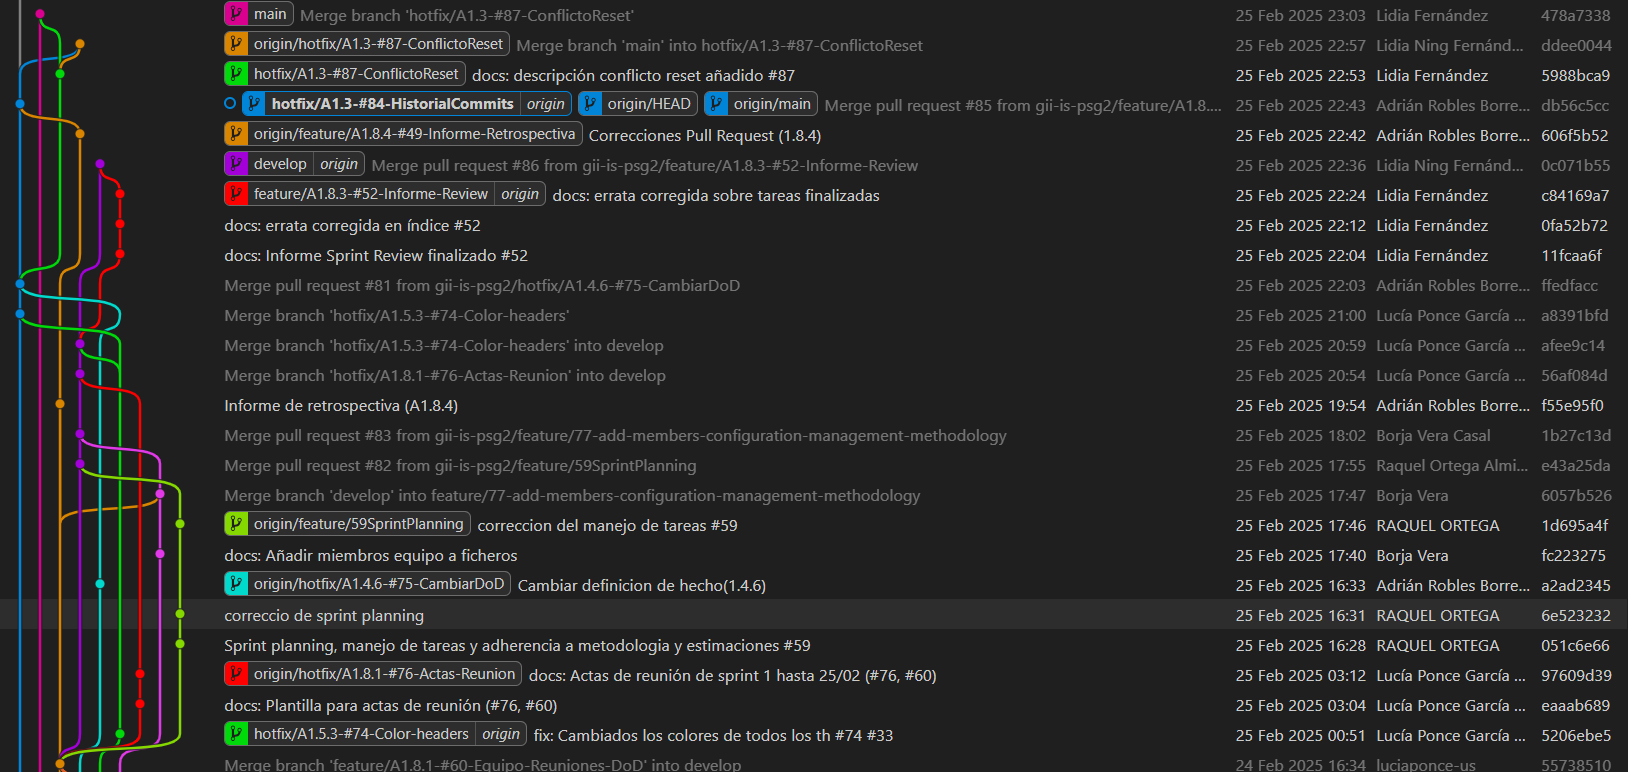 main Merge branch 'hotfix/A1.3-#87-ConflictoReset' 25 Feb 2025 23:03 Lidia Fernández 478a7338
origin/hotfix/A1.3-#87-ConflictoReset Merge branch 'main' into hotfix/A1.3-#87-ConflictoReset 25 Feb 2025 22:57 Lidia Ning Fernánd... ddee0044
hotfix/A1.3-#87-ConflictoReset docs: descripción conflicto reset añadido #87 25 Feb 2025 22:53 Lidia Fernández 5988bca9
hotfix/A1.3-#84-HistorialCommits origin origin/HEAD origin/main Merge pull request #85 from gii-is-psg2/feature/A1.8.... 25 Feb 2025 22:43 Adrián Robles Borre... db56c5cc
origin/feature/A1.8.4-#49-Informe-Retrospectiva Correcciones Pull Request (1.8.4) 25 Feb 2025 22:42 Adrián Robles Borre... 606f5b52
develop origin Merge pull request #86 from gii-is-psg2/feature/A1.8.3-#52-Informe-Review 25 Feb 2025 22:36 Lidia Ning Fernánd... 0c071b55
feature/A1.8.3-#52-Informe-Review origin docs: errata corregida sobre tareas finalizadas 25 Feb 2025 22:24 Lidia Fernández c84169a7
docs: errata corregida en índice #52 25 Feb 2025 22:12 Lidia Fernández 0fa52b72
docs: Informe Sprint Review finalizado #52 25 Feb 2025 22:04 Lidia Fernández 11fcaa6f
Merge pull request #81 from gii-is-psg2/hotfix/A1.4.6-#75-CambiarDoD 25 Feb 2025 22:03 Adrián Robles Borre... ffedfacc
Merge branch 'hotfix/A1.5.3-#74-Color-headers' 25 Feb 2025 21:00 Lucía Ponce García ... a8391bfd
Merge branch 'hotfix/A1.5.3-#74-Color-headers' into develop 25 Feb 2025 20:59 Lucía Ponce García ... afee9c14
Merge branch 'hotfix/A1.8.1-#76-Actas-Reunion' into develop 25 Feb 2025 20:54 Lucía Ponce García ... 56af084d
Informe de retrospectiva (A1.8.4) 25 Feb 2025 19:54 Adrián Robles Borre... f55e95f0
Merge pull request #83 from gii-is-psg2/feature/77-add-members-configuration-management-methodology 25 Feb 2025 18:02 Borja Vera Casal 1b27c13d
Merge pull request #82 from gii-is-psg2/feature/59SprintPlanning 25 Feb 2025 17:55 Raquel Ortega Almi... e43a25da
Merge branch 'develop' into feature/77-add-members-configuration-management-methodology 25 Feb 2025 17:47 Borja Vera 6057b526
origin/feature/59SprintPlanning correccion del manejo de tareas #59 25 Feb 2025 17:46 RAQUEL ORTEGA 1d695a4f
docs: Añadir miembros equipo a ficheros 25 Feb 2025 17:40 Borja Vera fc223275
origin/hotfix/A1.4.6-#75-CambiarDoD Cambiar definicion de hecho(1.4.6) 25 Feb 2025 16:33 Adrián Robles Borre... a2ad2345
correccio de sprint planning 25 Feb 2025 16:31 RAQUEL ORTEGA 6e523232
Sprint planning, manejo de tareas y adherencia a metodologia y estimaciones #59 25 Feb 2025 16:28 RAQUEL ORTEGA 051c6e66
origin/hotfix/A1.8.1-#76-Actas-Reunion docs: Actas de reunión de sprint 1 hasta 25/02 (#76, #60) 25 Feb 2025 03:12 Lucía Ponce García ... 97609d39
docs: Plantilla para actas de reunión (#76, #60) 25 Feb 2025 03:04 Lucía Ponce García ... eaaab689
hotfix/A1.5.3-#74-Color-headers origin fix: Cambiados los colores de todos los th #74 #33 25 Feb 2025 00:51 Lucía Ponce García ... 5206ebe5
Merge branch 'feature/A1.8.1-#60-Equipo-Reuniones-DoD' into develop 24 Feb 2025 16:34 luciaponce-us 55738510